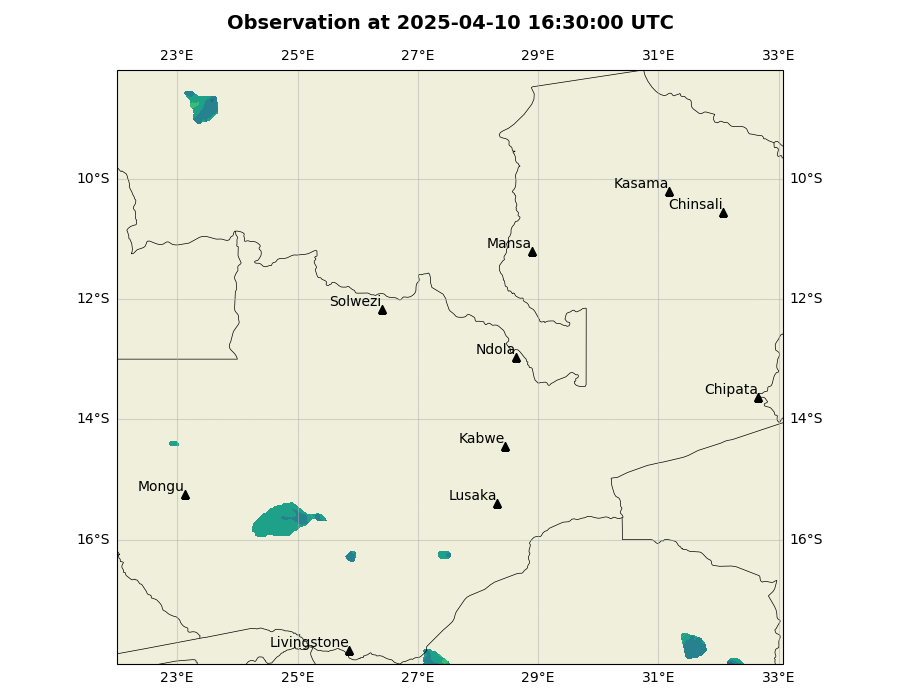 Observation at 2025-04-10 16:30:00 UTC
23°E 25°E 27°E 29°E 31°E 33°E
10°S 10°S
Kasama
Chinsali
Mansa
12°S 12°S
Solwezi
Ndola
Chipata
14°S 14°S
Kabwe
Mongu
Lusaka
16°S 16°S
Livingstone
23°E 25°E 27°E 29°E 31°E 33°E